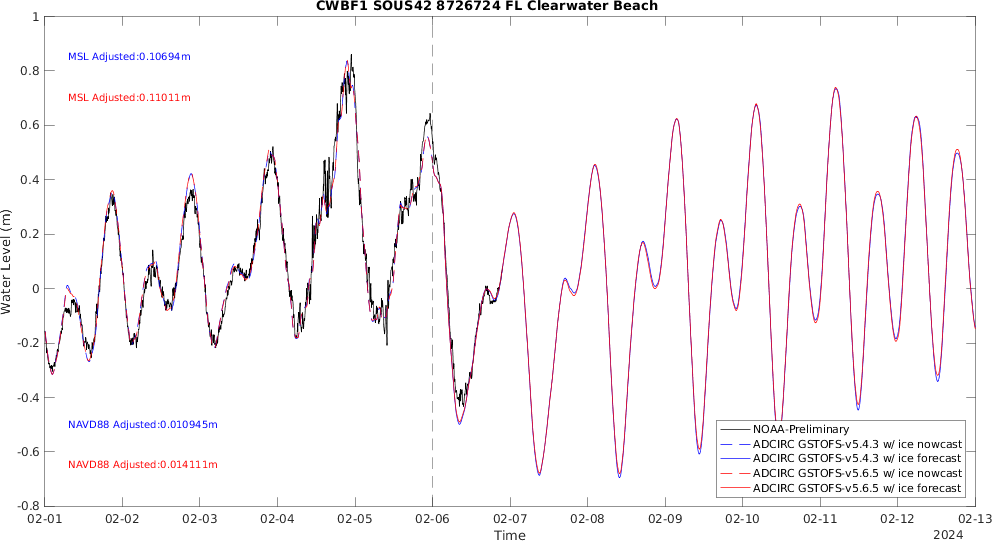 CWBF1 SOUS42 8726724 FL Clearwater Beach
MSL Adjusted:0.10694m
MSL Adjusted:0.11011m
NAVD88 Adjusted:0.010945m
NAVD88 Adjusted:0.014111m
Water Level (m)
1
0.8
0.6
0.4
0.2
0
-0.2
-0.4
-0.6
-0.8
NOAA-Preliminary
ADCIRC GSTOFS-v5.4.3 w/ ice nowcast
ADCIRC GSTOFS-v5.4.3 w/ ice forecast
ADCIRC GSTOFS-v5.6.5 w/ ice nowcast
ADCIRC GSTOFS-v5.6.5 w/ ice forecast
02-01 02-02 02-03 02-04 02-05 02-06 02-07 02-08 02-09 02-10 02-11 02-12 02-13
Time
2024